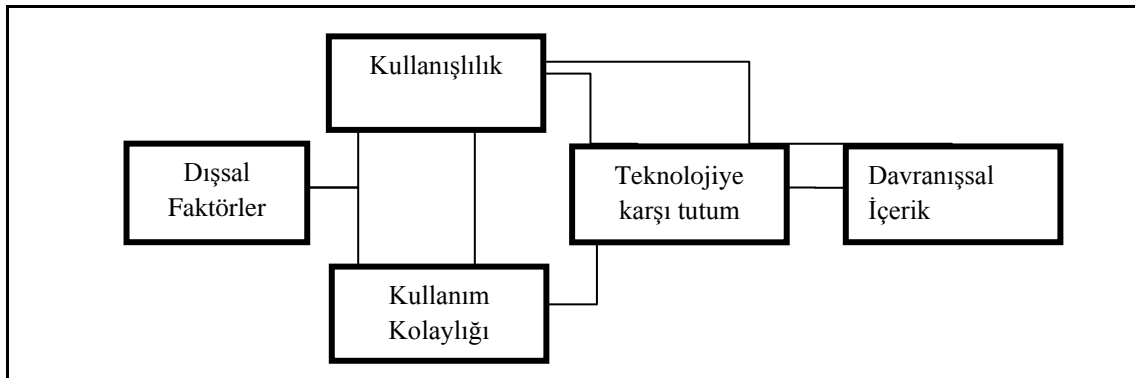 Kullanışlılık
Dışsal
Faktörler
Teknolojiye
karşı tutum
Davranışsal
İçerik
Kullanım
Kolaylığı